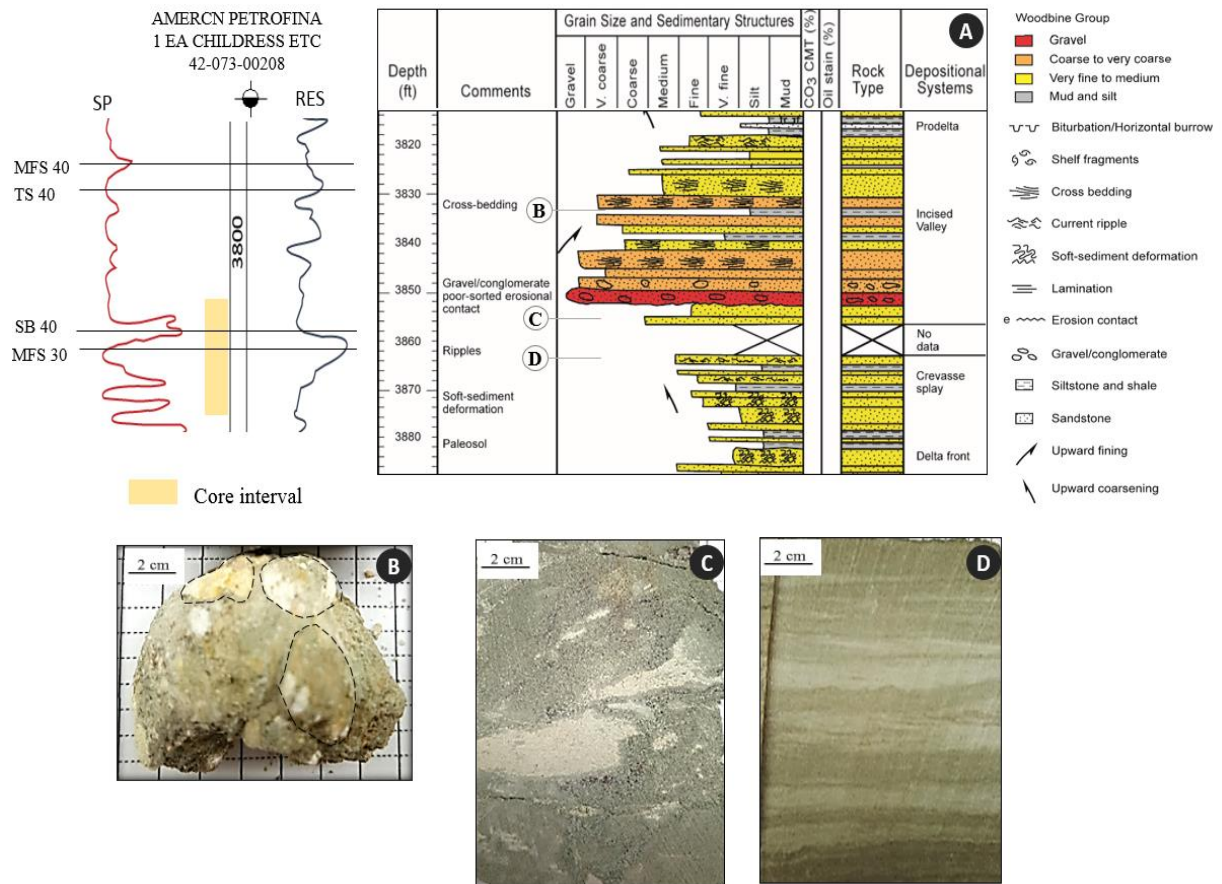 AMERCN PETROFINA
1 EA CHILDRESS ETC
42-073-00208
SP
RES
MFS 40
TS 40
3800
SB 40
MFS 30
Core interval
Grain Size and Sedimentary Structures
A
Depth
(ft)
Comments
Gravel
V. coarse
Coarse
Medium
Fine
V. fine
Silt
Mud
CO3 CMT (%)
Oil stain (%)
Rock
Type
Depositional
Systems
3820
3830
3840
3850
3860
3870
3880
Cross-bedding
Gravel/conglomerate
poor-sorted erosional
contact
Ripples
Soft-sediment
deformation
Paleosol
B
C
D
Prodelta
Incised
Valley
No
data
Crevasse
splay
Delta front
Woodbine Group
Gravel
Coarse to very coarse
Very fine to medium
Mud and silt
Biturbation/Horizontal burrow
Shelf fragments
Cross bedding
Current ripple
Soft-sediment deformation
Lamination
e
Erosion contact
Gravel/conglomerate
Siltstone and shale
Sandstone
Upward fining
Upward coarsening
2 cm
B
2 cm
C
2 cm
D